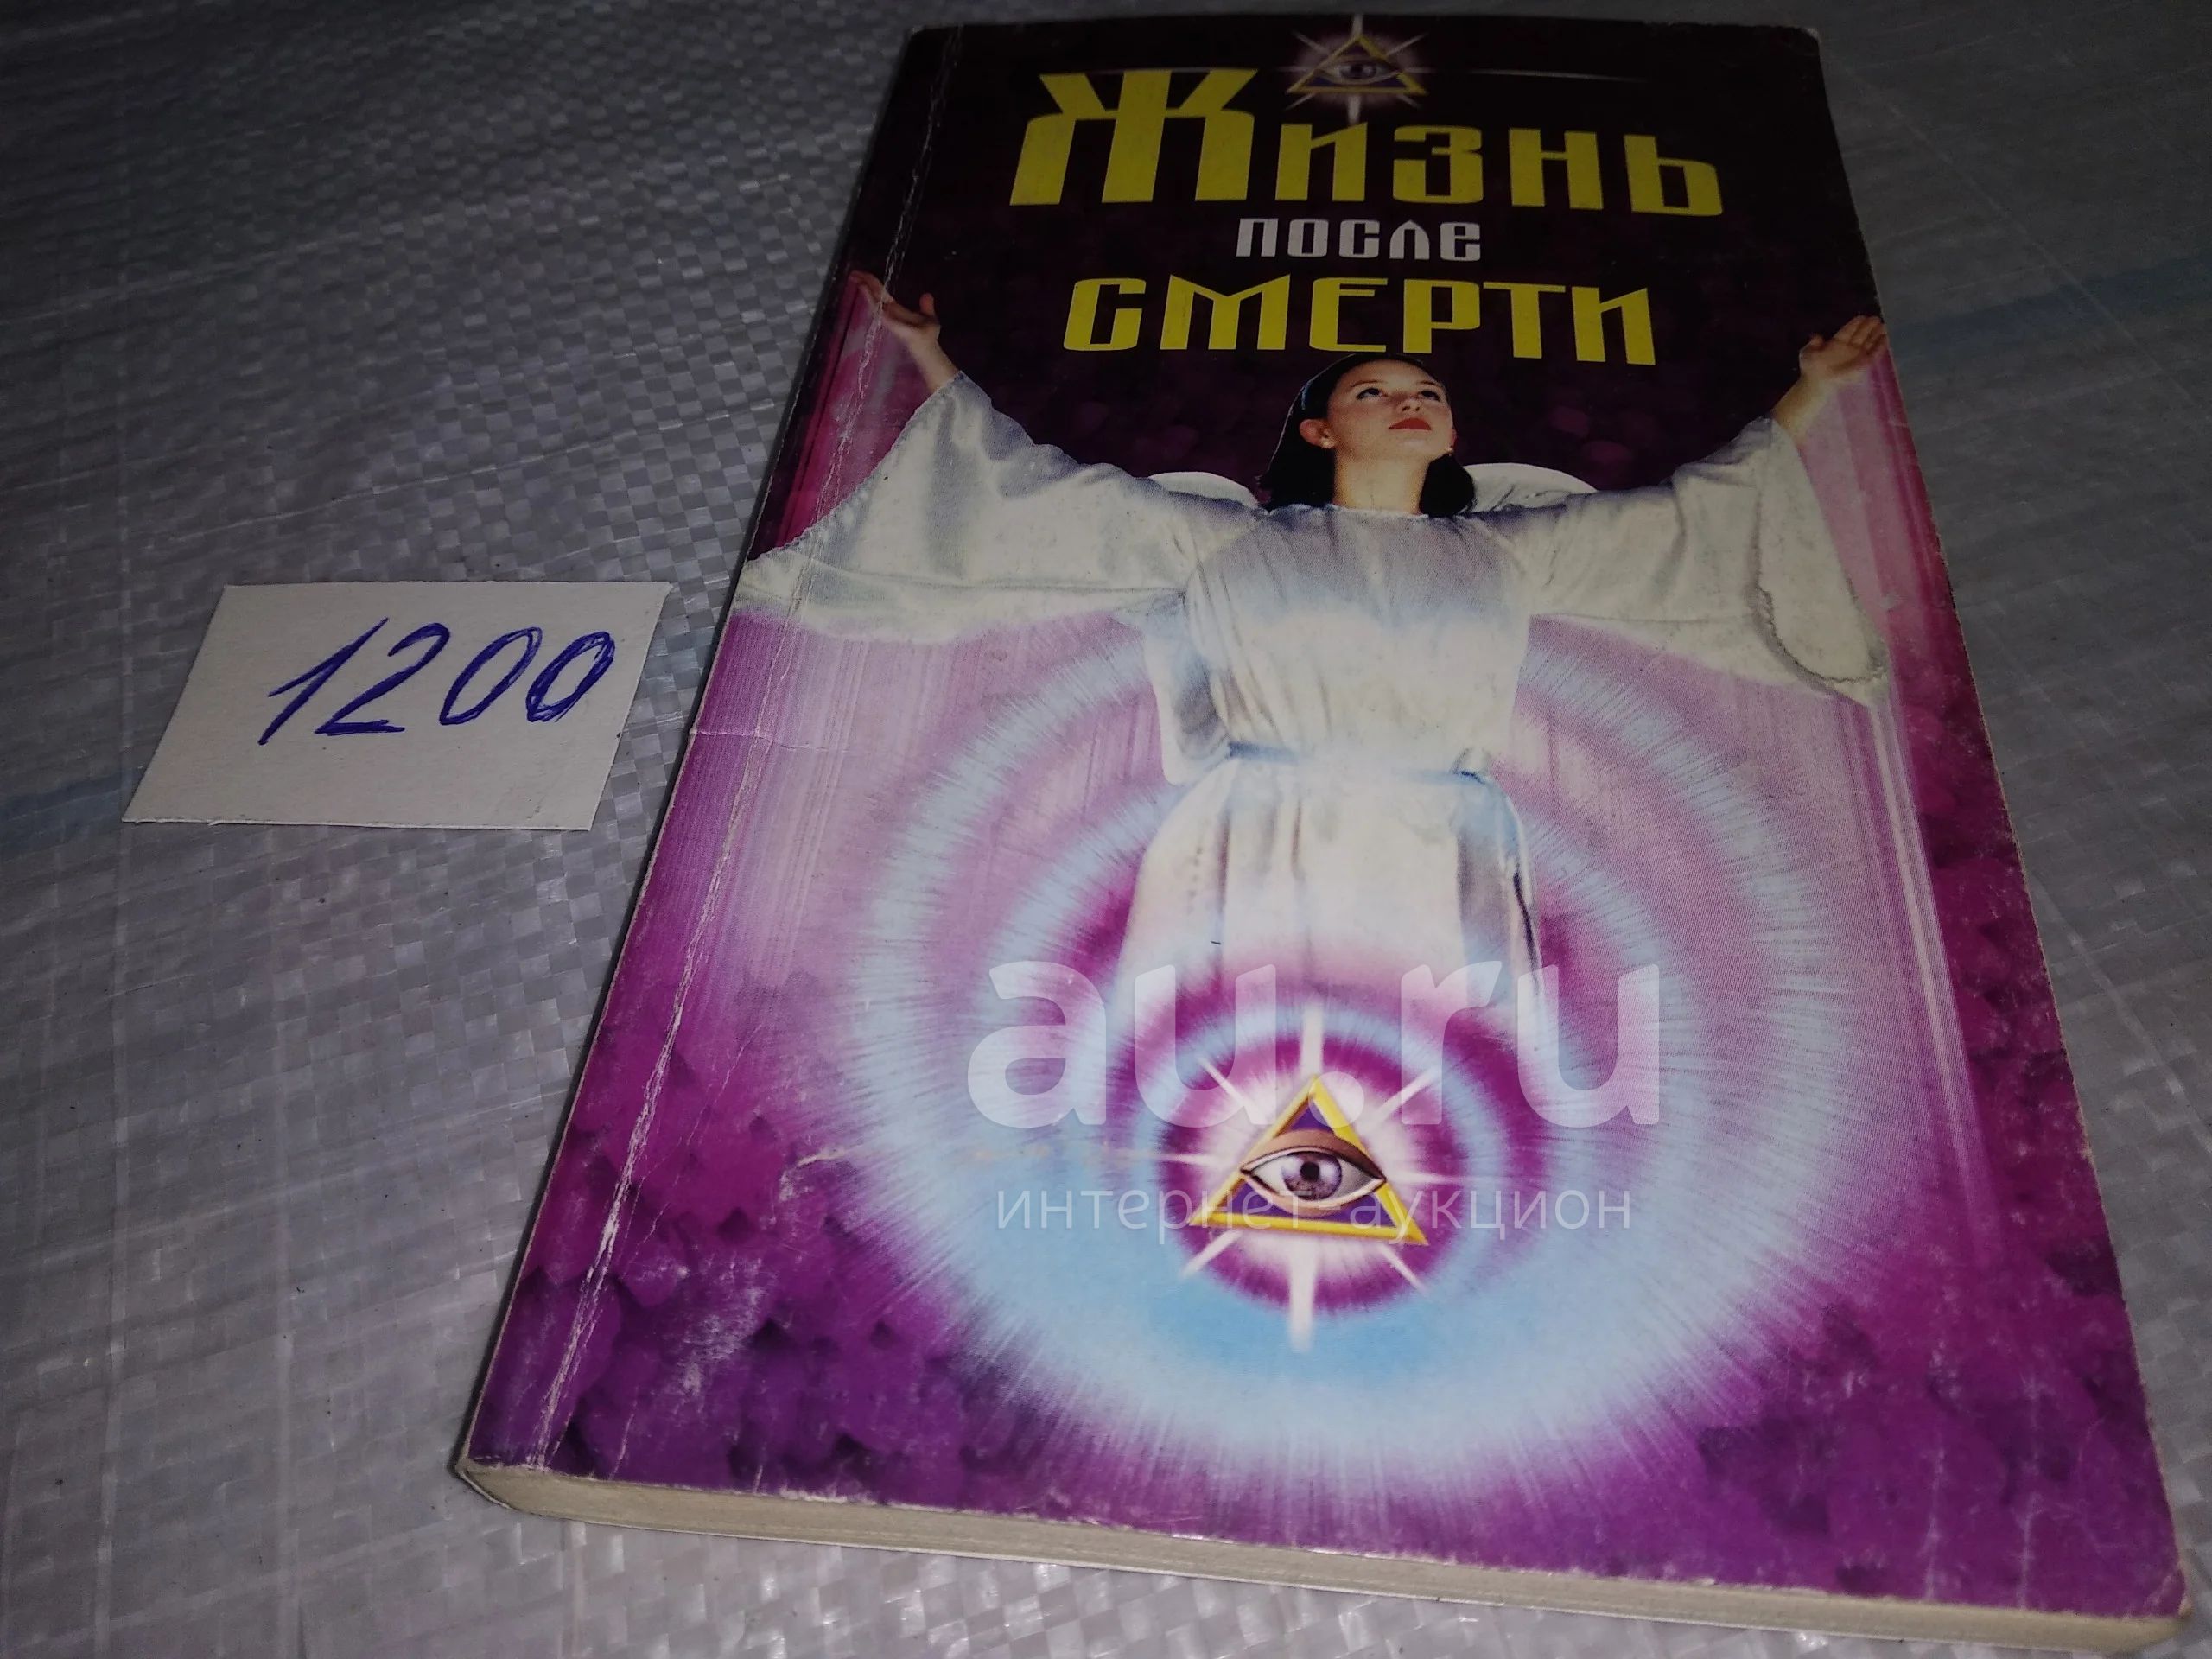 Жизнь
после
смерти
1200
au.ru
интернет-аукцион